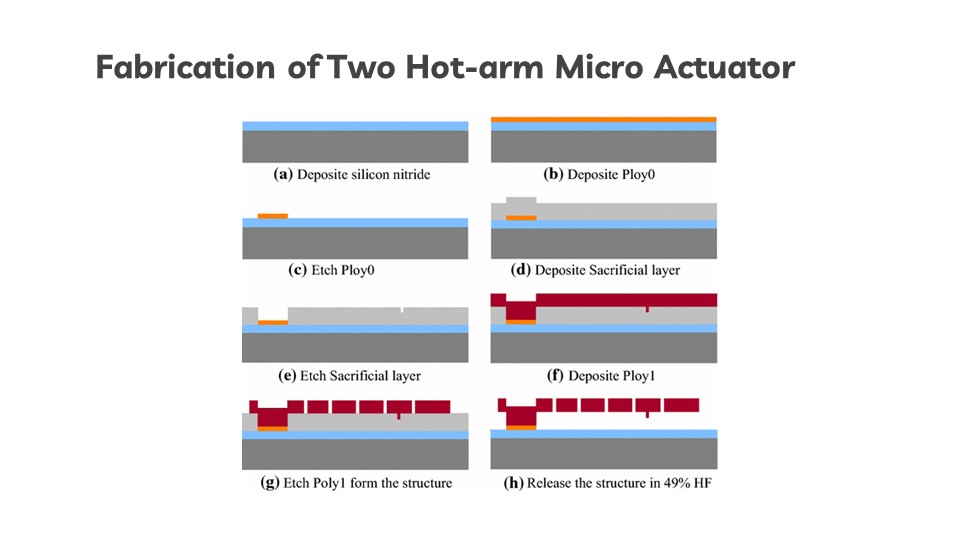 Fabrication of Two Hot-arm Micro Actuator
(a) Deposite silicon nitride
(b) Deposite Ploy0
(c) Etch Ploy0
(d) Deposite Sacrificial layer
(e) Etch Sacrificial layer
(f) Deposite Ploy1
(g) Etch Poly1 form the structure
(h) Release the structure in 49% HF